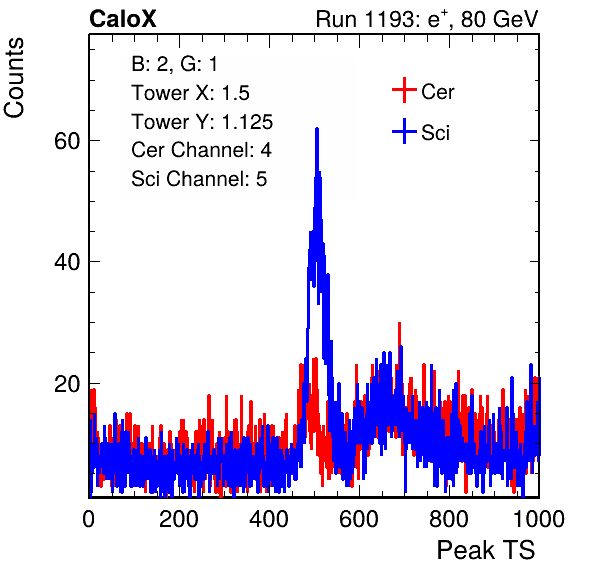 CaloX Run 1193: e⁺, 80 GeV
Counts
B: 2, G: 1
Tower X: 1.5
Tower Y: 1.125
Cer Channel: 4
Sci Channel: 5
Cer
Sci
60
40
20
0 200 400 600 800 1000
Peak TS